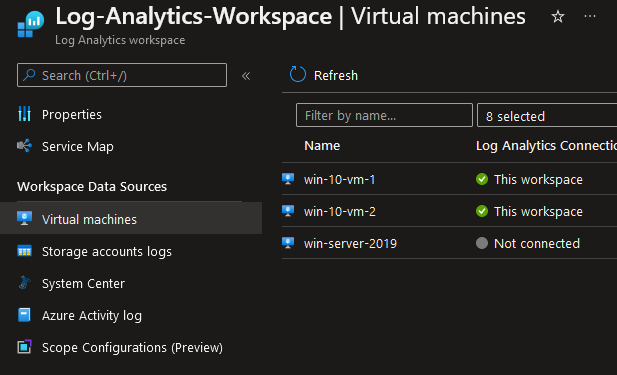 Log-Analytics-Workspace | Virtual machines
Log Analytics workspace
Search (Ctrl+/)
Properties
Service Map
Workspace Data Sources
Virtual machines
Storage accounts logs
System Center
Azure Activity log
Scope Configurations (Preview)
Refresh
Filter by name...
8 selected
Name Log Analytics Connectio
win-10-vm-1 This workspace
win-10-vm-2 This workspace
win-server-2019 Not connected